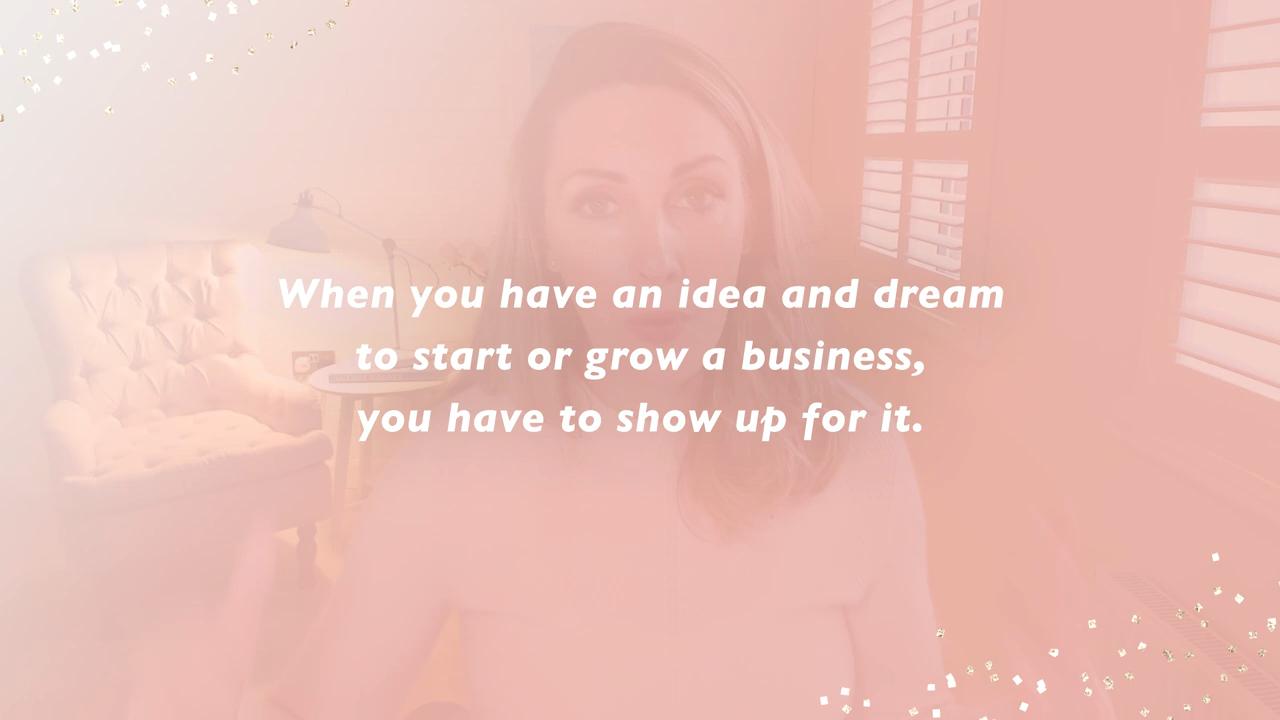 When you have an idea and dream
to start or grow a business,
you have to show up for it.